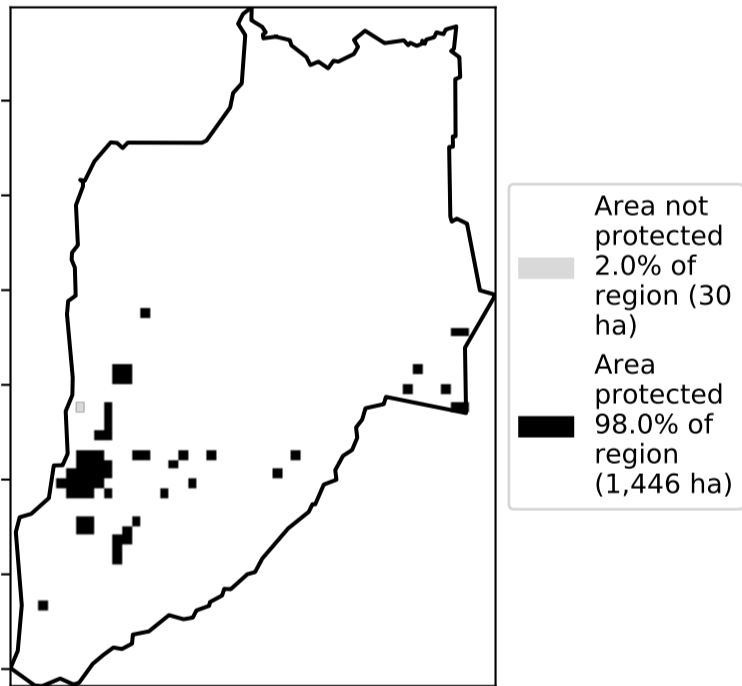 Area not
protected
2.0% of
region (30
ha)
Area
protected
98.0% of
region
(1,446 ha)